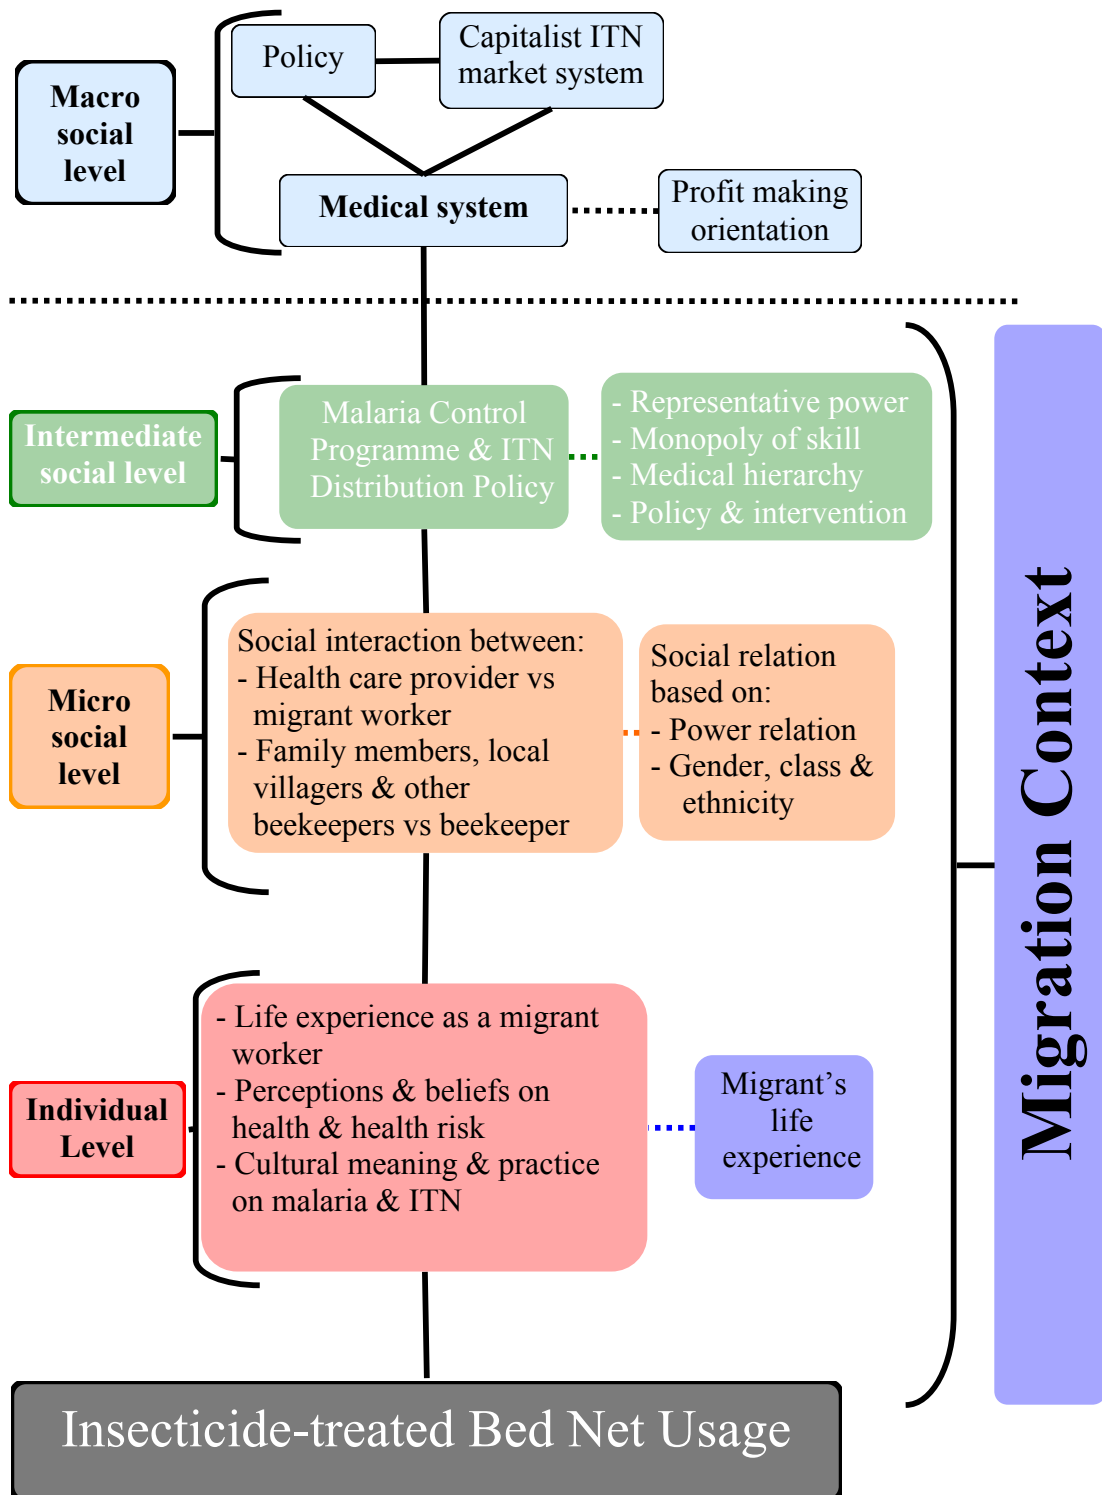 Policy
Capitalist ITN
market system
Macro
social
level
Medical system
Profit making
orientation
Intermediate
social level
Malaria Control
Programme & ITN
Distribution Policy
- Representative power
- Monopoly of skill
- Medical hierarchy
- Policy & intervention
Micro
social
level
Social interaction between:
- Health care provider vs
migrant worker
- Family members, local
villagers & other
beekeepers vs beekeeper
Social relation
based on:
- Power relation
- Gender, class &
ethnicity
Individual
Level
- Life experience as a migrant
worker
- Perceptions & beliefs on
health & health risk
- Cultural meaning & practice
on malaria & ITN
Migrant’s
life
experience
Migration Context
Insecticide-treated Bed Net Usage